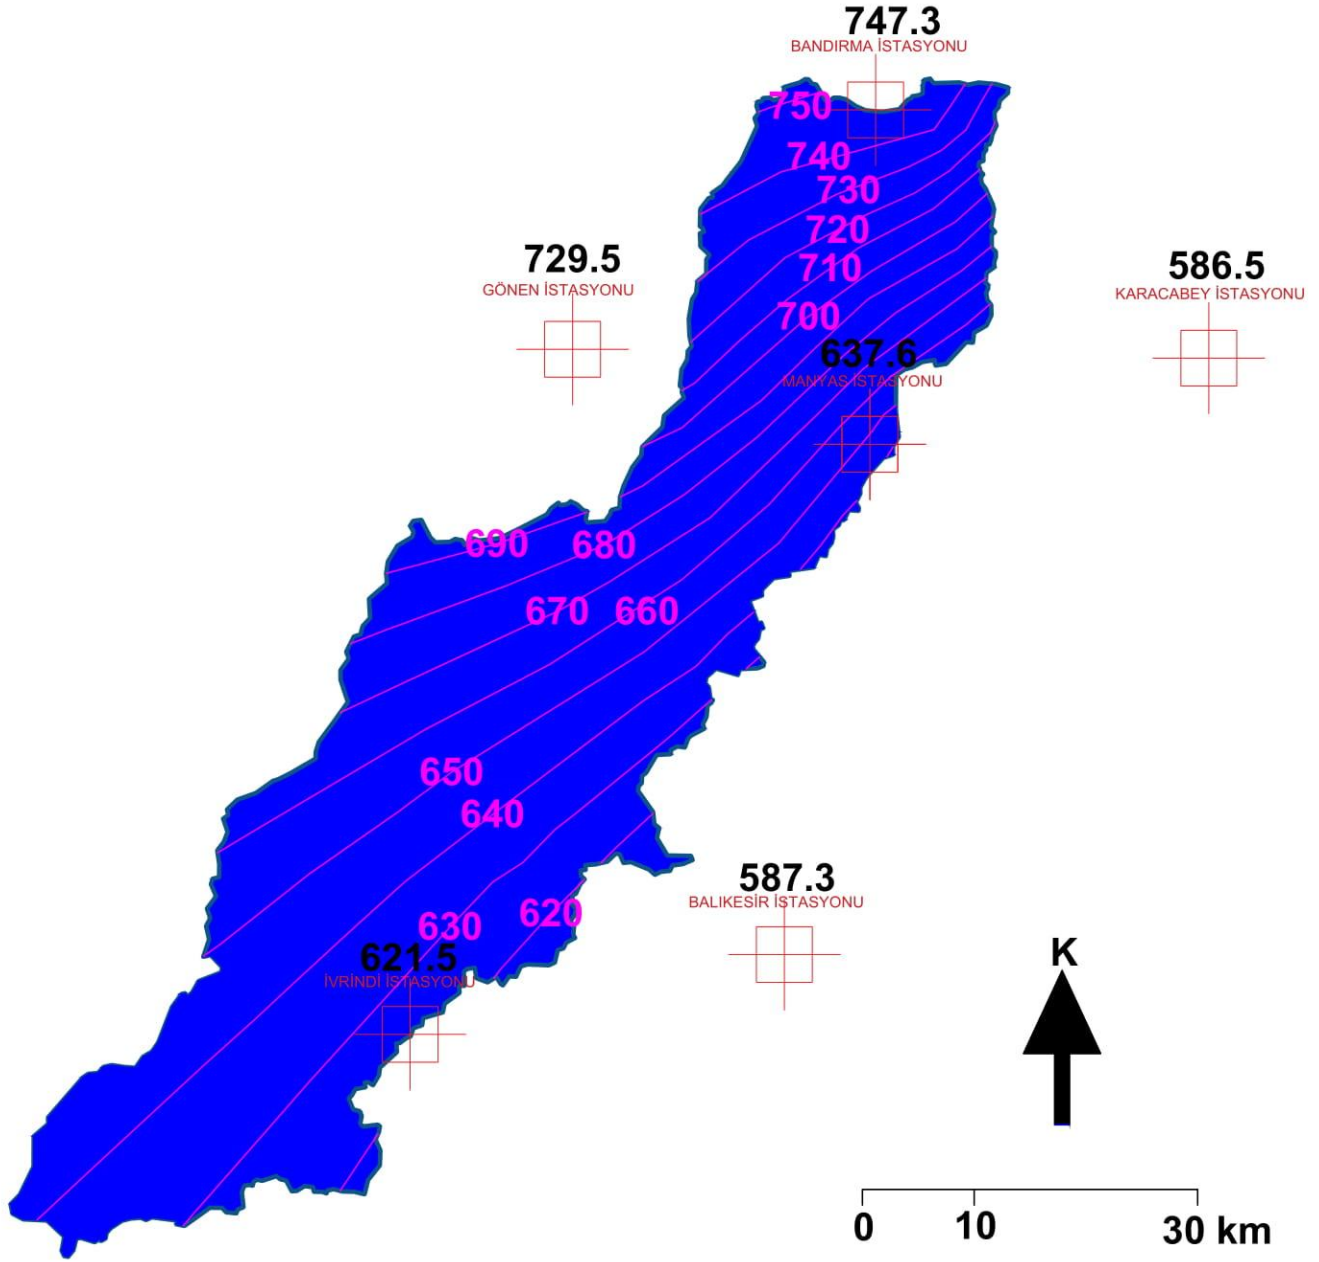 747.3
BANDIRMA İSTASYONU
750
740
730
720
710
700
729.5
GÖNEN İSTASYONU
586.5
KARACABEY İSTASYONU
637.6
MANYAS İSTASYONU
690
680
670
660
650
640
630
620
587.3
BALIKESİR İSTASYONU
621.5
İVRİNDİ İSTASYONU
K
0
10
30 km